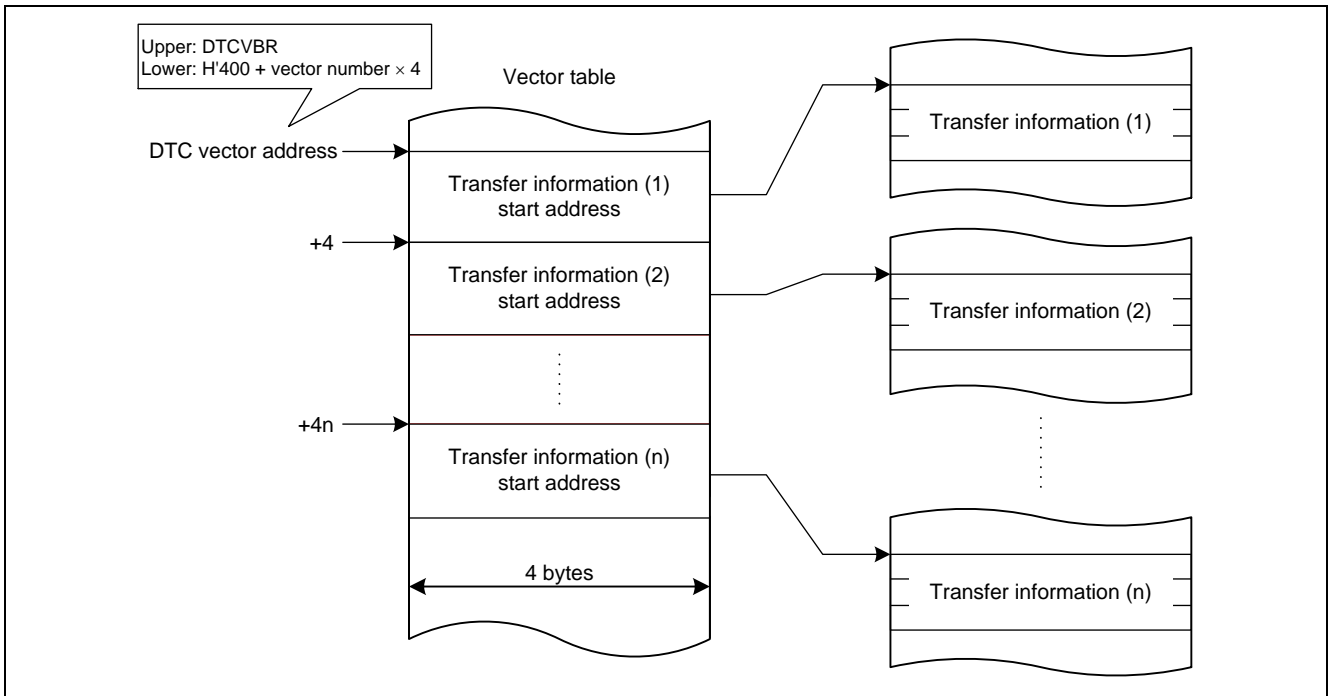 Upper: DTCVBR
Lower: H'400 + vector number × 4
Vector table
DTC vector address
Transfer information (1)
start address
+4
Transfer information (2)
start address
+4n
Transfer information (n)
start address
4 bytes
Transfer information (1)
Transfer information (2)
Transfer information (n)